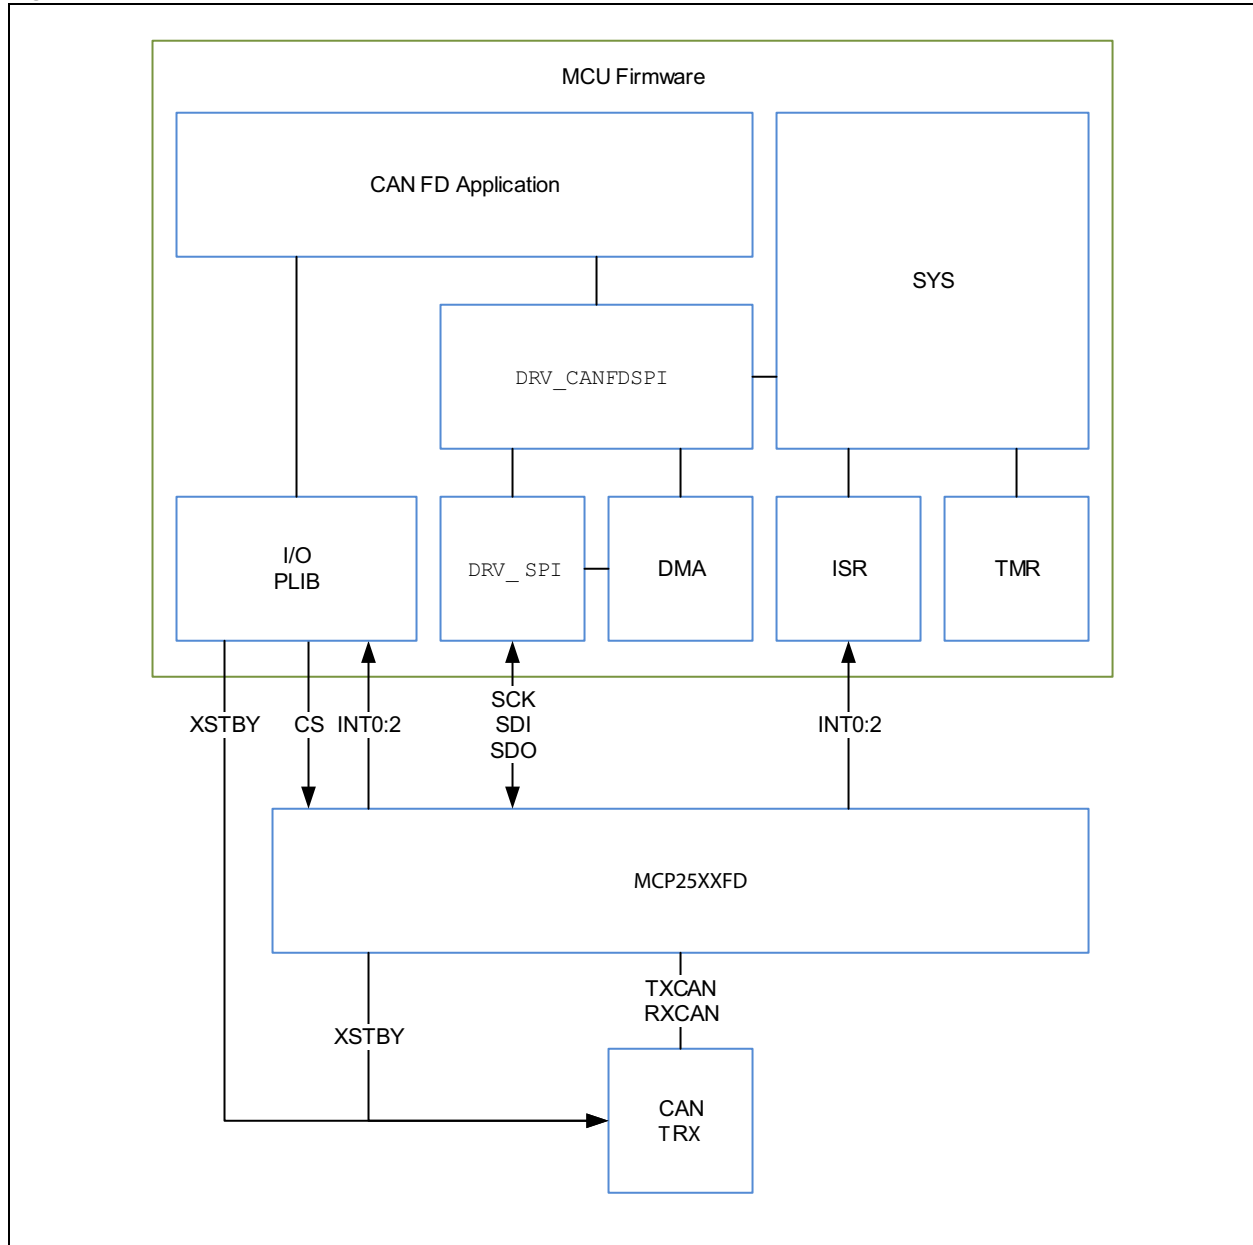 MCU Firmware
CAN FD Application
SYS
DRV_CANFDSPI
I/O
PLIB
DRV_ SPI
DMA
ISR
TMR
XSTBY
CS
INT0:2
SCK
SDI
SDO
INT0:2
MCP25XXFD
TXCAN
RXCAN
XSTBY
CAN
TRX